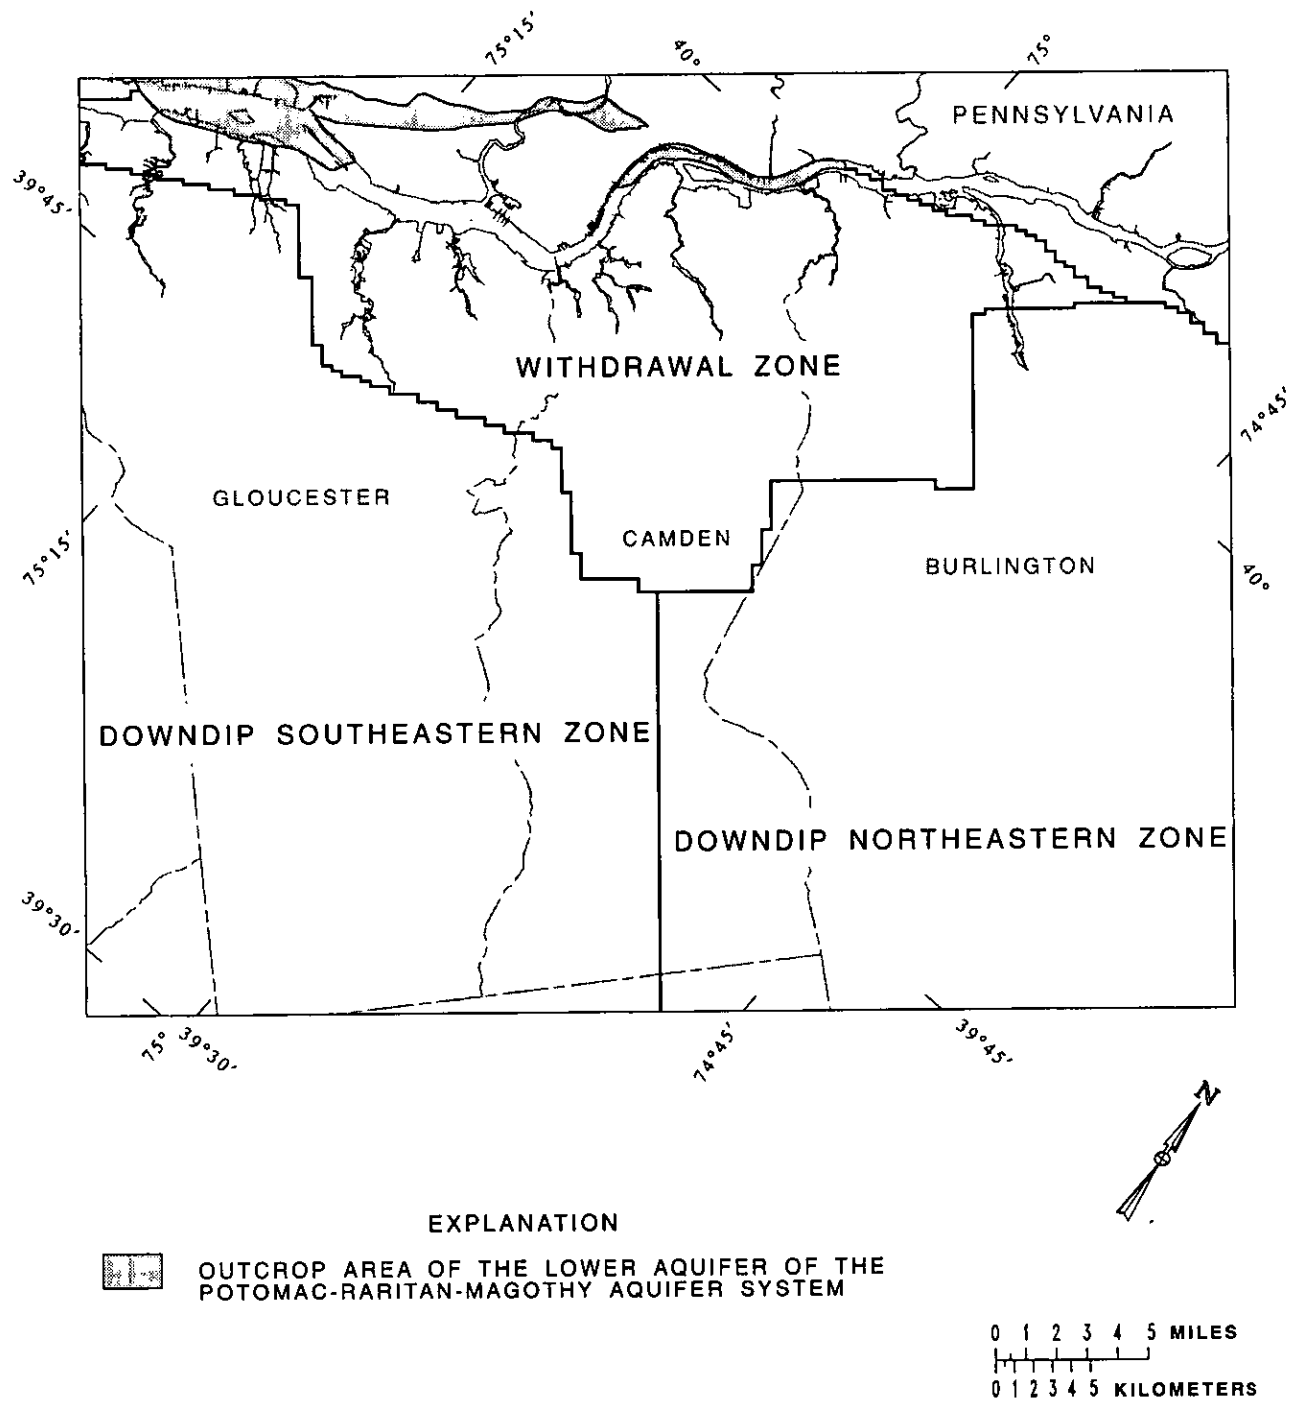 75°15′
40°
75°
PENNSYLVANIA
39°45′
WITHDRAWAL ZONE
74°45′
GLOUCESTER
CAMDEN
BURLINGTON
75°15′
40°
DOWNDIP SOUTHEASTERN ZONE
DOWNDIP NORTHEASTERN ZONE
39°30′
75°
39°30′
74°45′
39°45′
N
EXPLANATION
OUTCROP AREA OF THE LOWER AQUIFER OF THE
POTOMAC-RARITAN-MAGOTHY AQUIFER SYSTEM
0 1 2 3 4 5 MILES
0 1 2 3 4 5 KILOMETERS